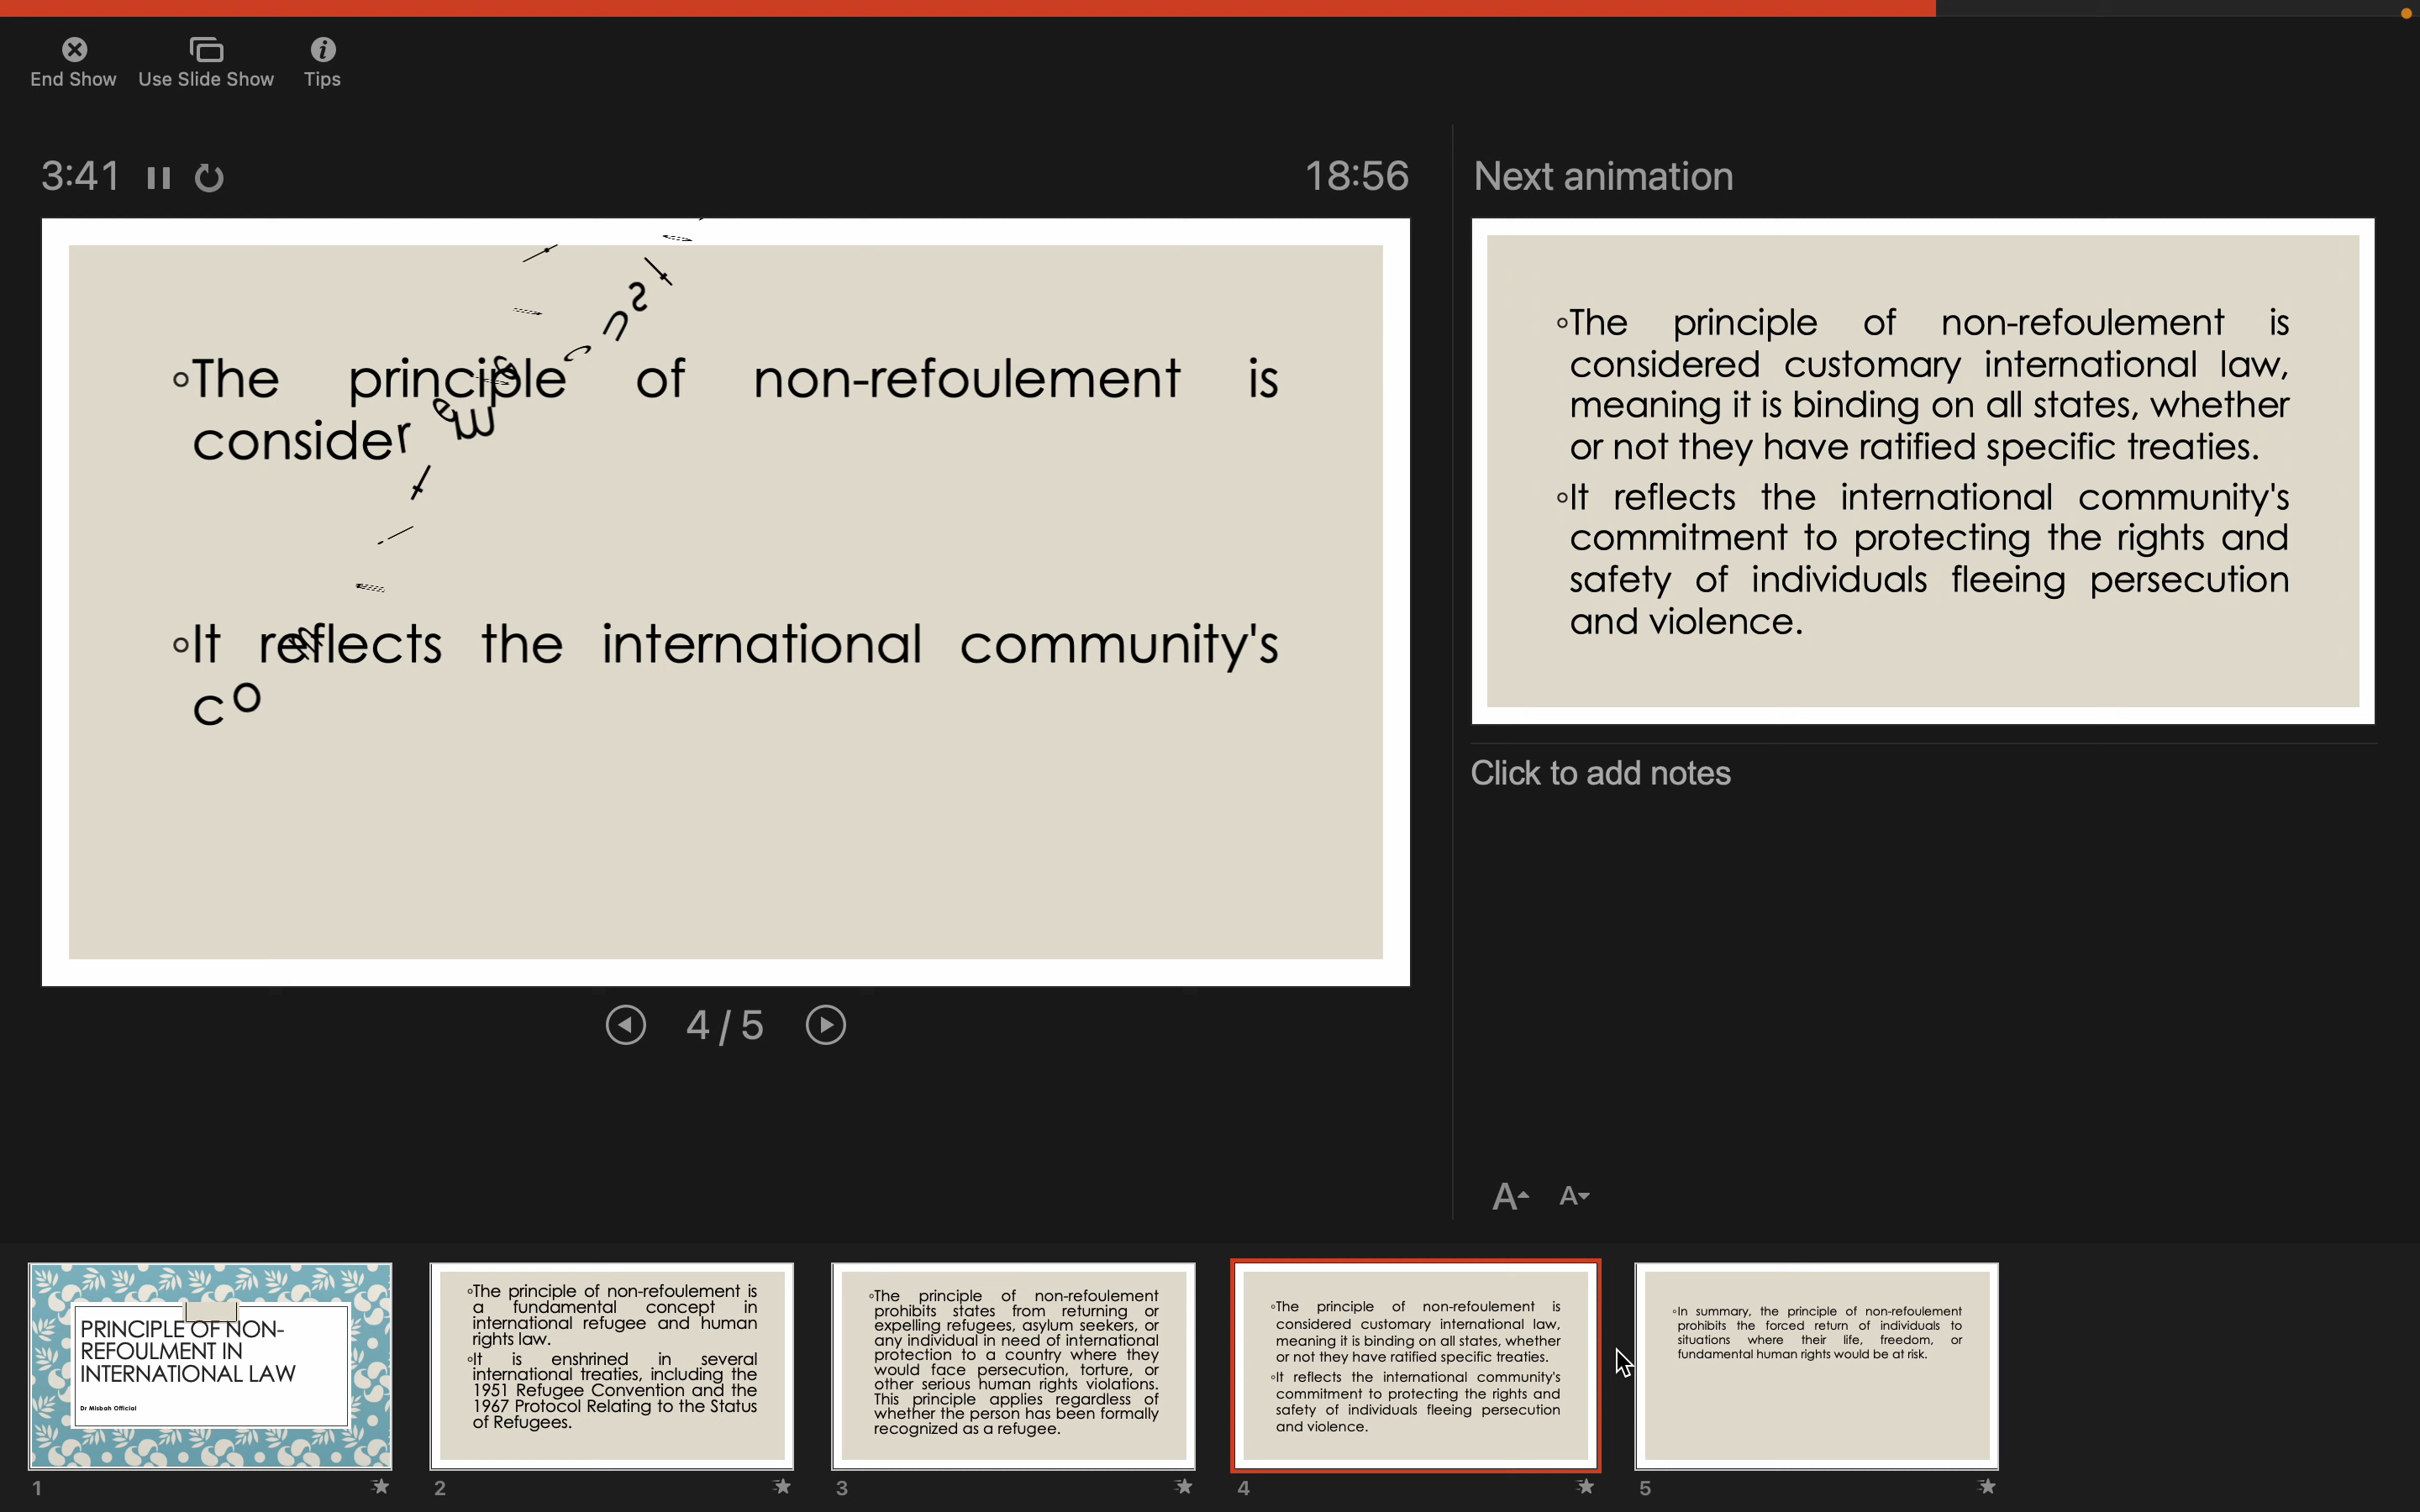 End Show
Use Slide Show
Tips
3:41
18:56
Next animation
◦The principle of non-refoulement is
consider
◦It reflects the international community's
co
◦The principle of non-refoulement is
considered customary international law,
meaning it is binding on all states, whether
or not they have ratified specific treaties.
◦It reflects the international community's
commitment to protecting the rights and
safety of individuals fleeing persecution
and violence.
Click to add notes
4/5
A A
PRINCIPLE OF NON-
REFOULMENT IN
INTERNATIONAL LAW
Dr Misbah Official
1
◦The principle of non-refoulement is
a fundamental concept in
international refugee and human
rights law.
◦It is enshrined in several
international treaties, including the
1951 Refugee Convention and the
1967 Protocol Relating to the Status
of Refugees.
2
◦The principle of non-refoulement
prohibits states from returning or
expelling refugees, asylum seekers, or
any individual in need of international
protection to a country where they
would face persecution, torture, or
other serious human rights violations.
This principle applies regardless of
whether the person has been formally
recognized as a refugee.
3
◦The principle of non-refoulement is
considered customary international law,
meaning it is binding on all states, whether
or not they have ratified specific treaties.
◦It reflects the international community's
commitment to protecting the rights and
safety of individuals fleeing persecution
and violence.
4
◦In summary, the principle of non-refoulement
prohibits the forced return of individuals to
situations where their life, freedom, or
fundamental human rights would be at risk.
5